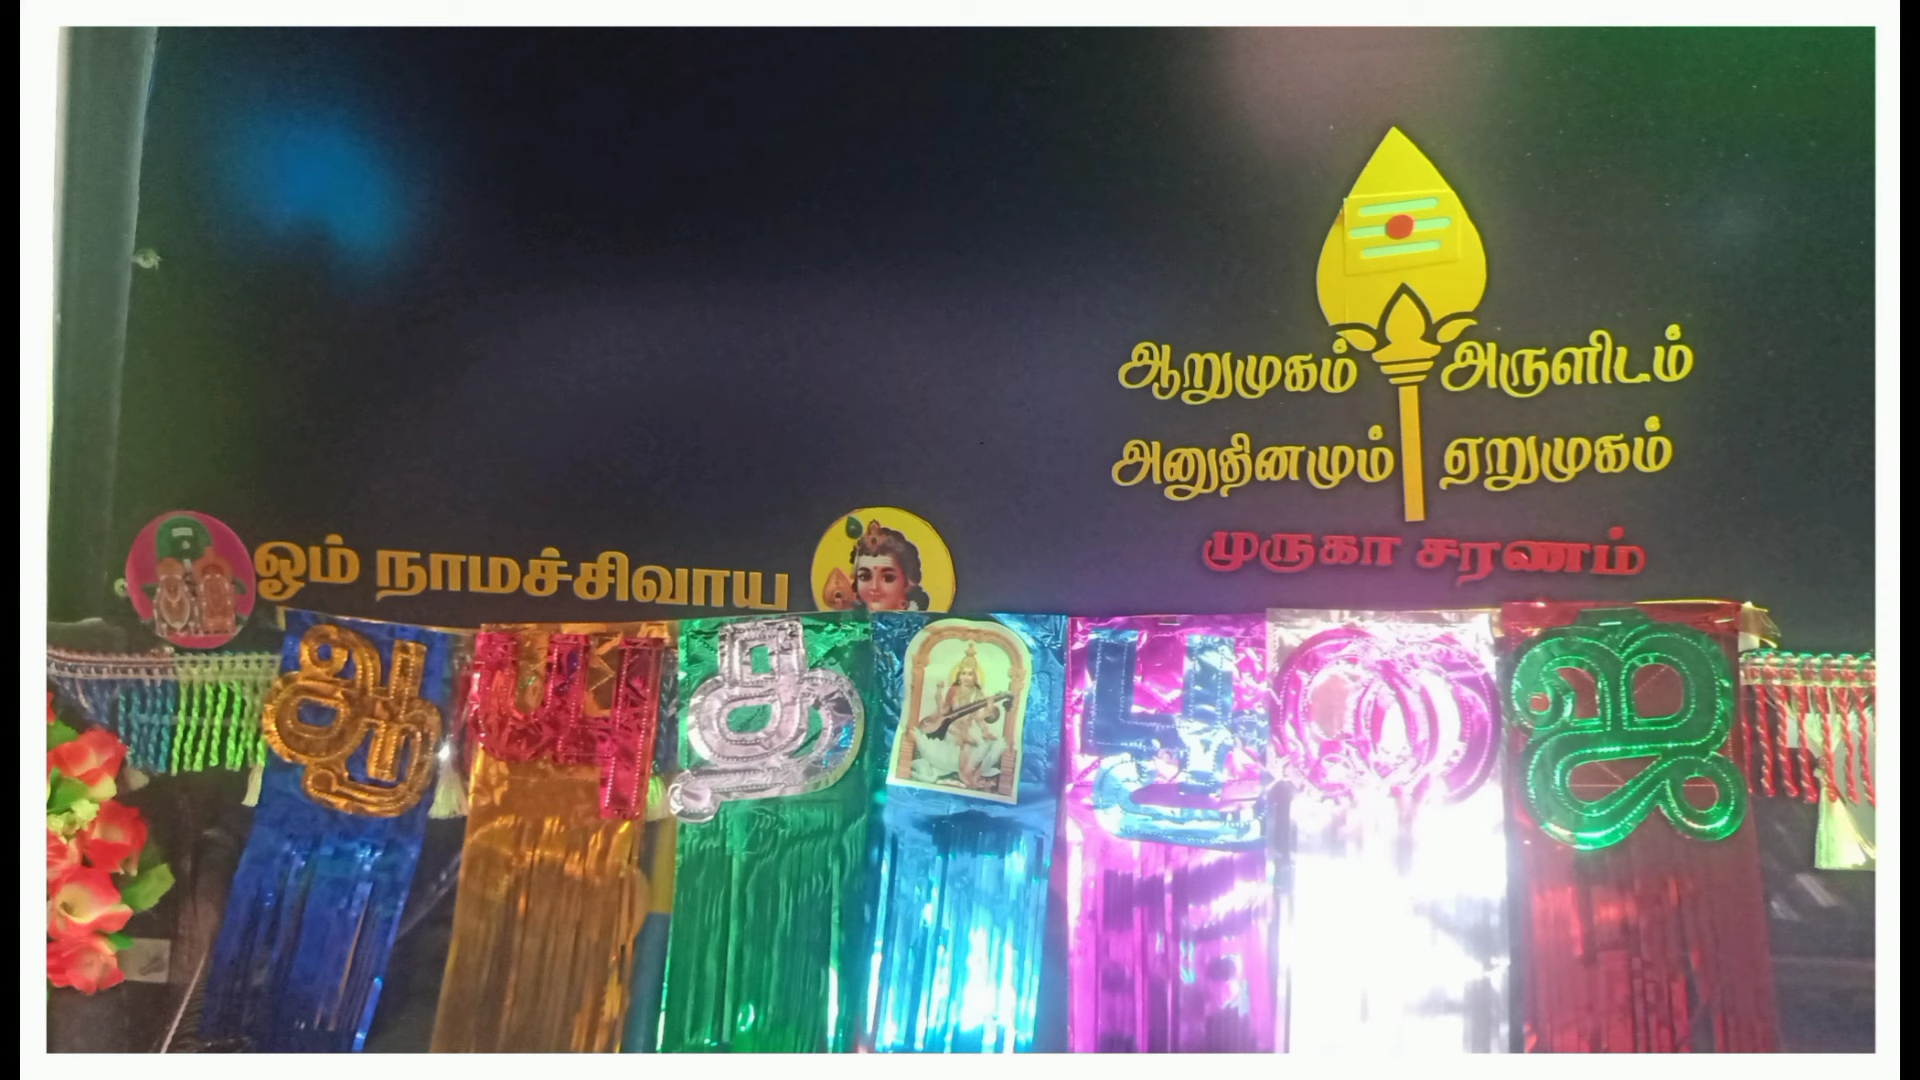 ஆறுமுகம் அருளிடம்
அனுதினமும் ஏறுமுகம்
முருகா சரணம்
ஓம் நாமச்சிவாய
ஆயுத பூஜை